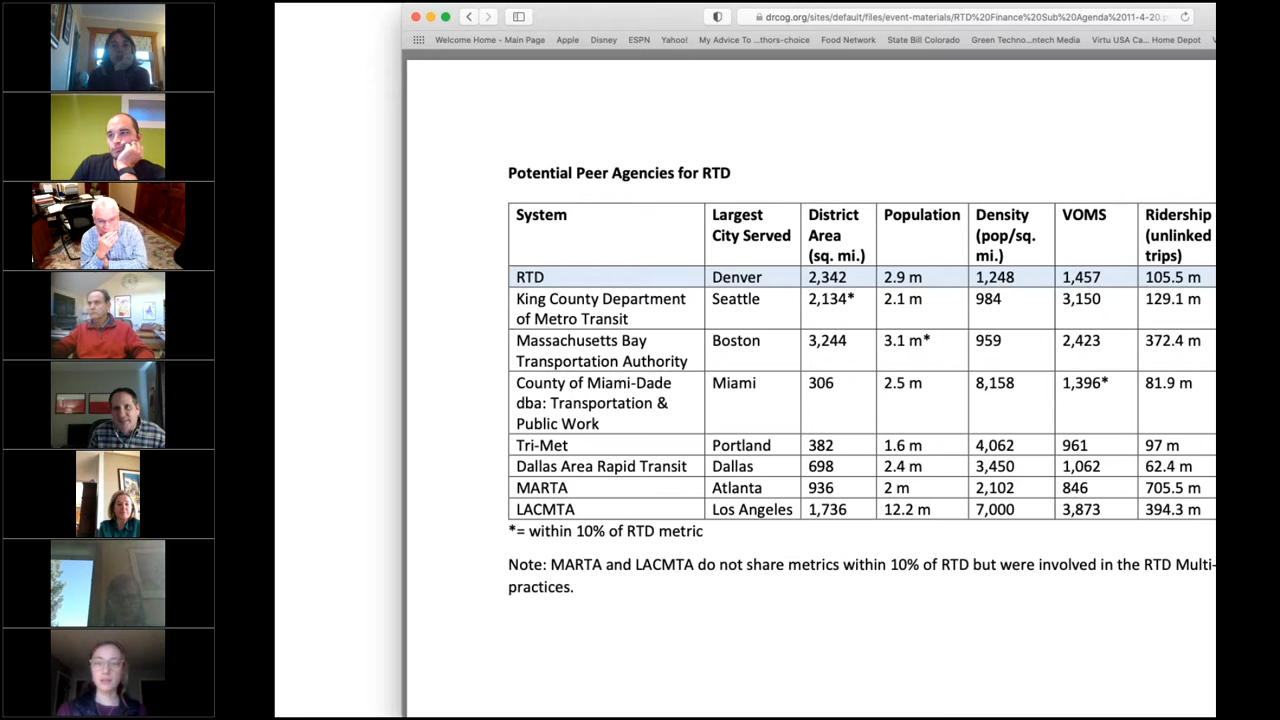 drcog.org/sites/default/files/event-materials/RTD%20Finance%20Sub%20Agenda%2011-4-20.p
Welcome Home - Main Page Apple Disney ESPN Yahoo! My Advice To ...thors-choice Food Network State Bill Colorado Green Techno...ntech Media Virtu USA Ca... Home Depot
Potential Peer Agencies for RTD
System Largest City Served District Area (sq. mi.) Population Density (pop/sq. mi.) VOMS Ridership (unlinked trips)
RTD Denver 2,342 2.9 m 1,248 1,457 105.5 m
King County Department of Metro Transit Seattle 2,134* 2.1 m 984 3,150 129.1 m
Massachusetts Bay Transportation Authority Boston 3,244 3.1 m* 959 2,423 372.4 m
County of Miami-Dade dba: Transportation & Public Work Miami 306 2.5 m 8,158 1,396* 81.9 m
Tri-Met Portland 382 1.6 m 4,062 961 97 m
Dallas Area Rapid Transit Dallas 698 2.4 m 3,450 1,062 62.4 m
MARTA Atlanta 936 2 m 2,102 846 705.5 m
LACMTA Los Angeles 1,736 12.2 m 7,000 3,873 394.3 m
*= within 10% of RTD metric
Note: MARTA and LACMTA do not share metrics within 10% of RTD but were involved in the RTD Multi-
practices.